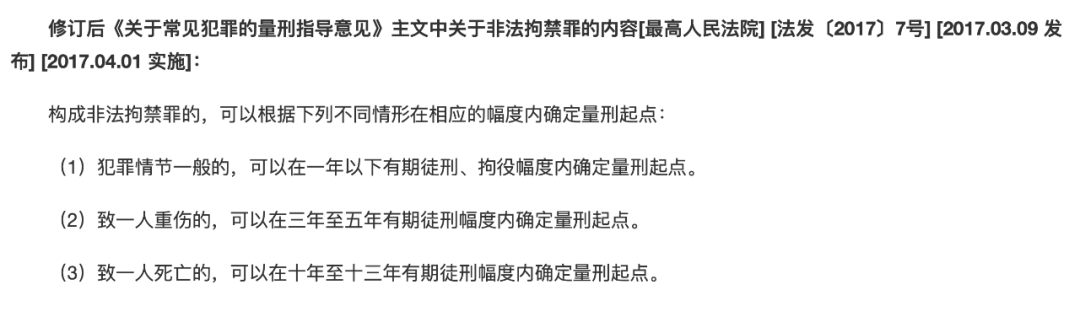 修订后《关于常见犯罪的量刑指导意见》主文中关于非法拘禁罪的内容[最高人民法院] [法发〔2017〕7号] [2017.03.09 发
布] [2017.04.01 实施]：
构成非法拘禁罪的，可以根据下列不同情形在相应的幅度内确定量刑起点：
（1）犯罪情节一般的，可以在一年以下有期徒刑、拘役幅度内确定量刑起点。
（2）致一人重伤的，可以在三年至五年有期徒刑幅度内确定量刑起点。
（3）致一人死亡的，可以在十年至十三年有期徒刑幅度内确定量刑起点。